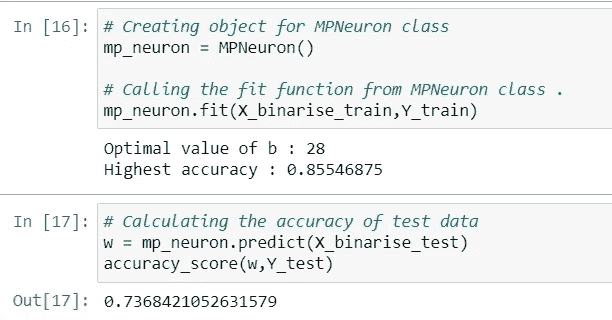 In [16]: # Creating object for MPNeuron class
mp_neuron = MPNeuron()
# Calling the fit function from MPNeuron class .
mp_neuron.fit(X_binarise_train,Y_train)
Optimal value of b : 28
Highest accuracy : 0.85546875
In [17]: # Calculating the accuracy of test data
w = mp_neuron.predict(X_binarise_test)
accuracy_score(w,Y_test)
Out[17]: 0.7368421052631579